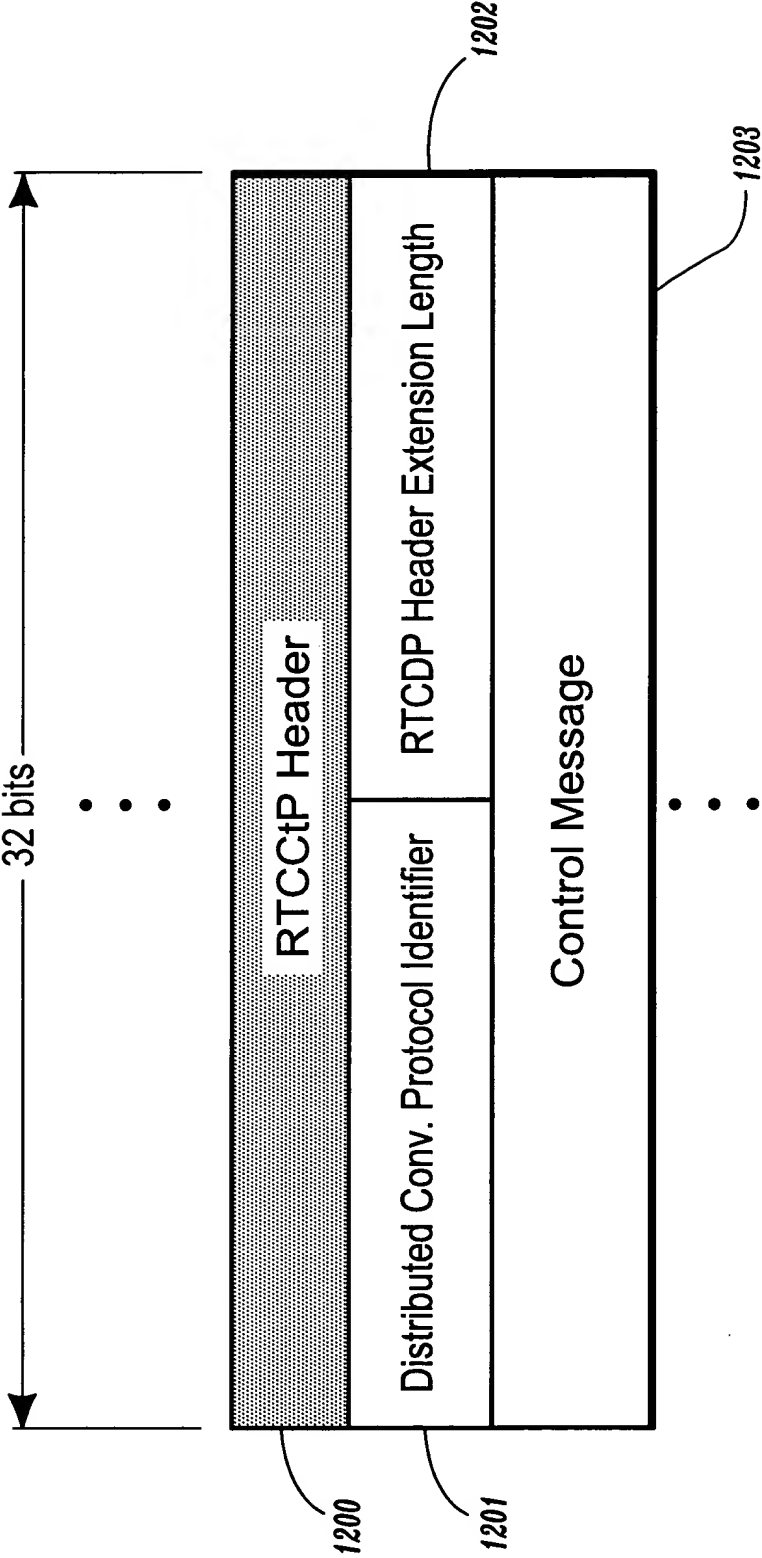 32 bits
RTCCtP Header
Distributed Conv. Protocol Identifier
RTCDP Header Extension Length
Control Message
1200
1201
1202
1203